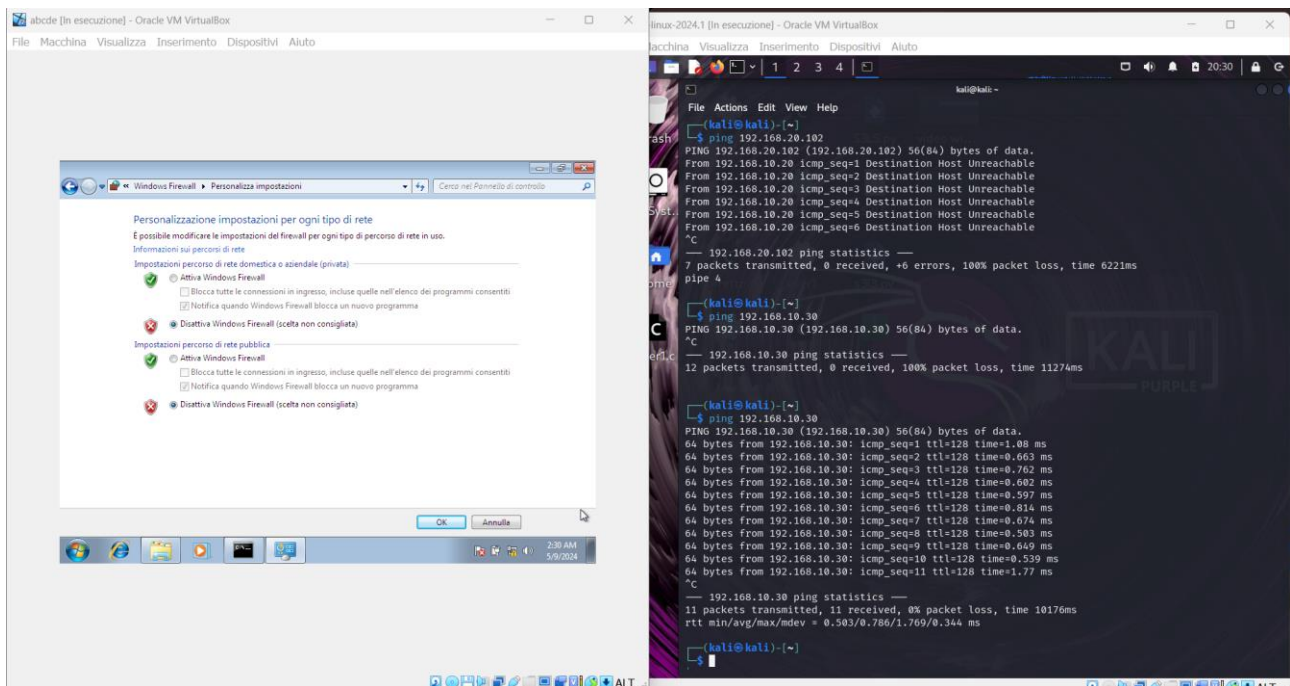 abcde [In esecuzione] - Oracle VM VirtualBox
File Macchina Visualizza Inserimento Dispositivi Aiuto
Windows Firewall Personalizza impostazioni
Cerca nel Pannello di controllo
Personalizzazione impostazioni per ogni tipo di rete
È possibile modificare le impostazioni del firewall per ogni tipo di percorso di rete in uso.
Informazioni sui percorsi di rete
Impostazioni percorso di rete domestica o aziendale (privata)
Attiva Windows Firewall
Blocca tutte le connessioni in ingresso, incluse quelle nell'elenco dei programmi consentiti
Notifica quando Windows Firewall blocca un nuovo programma
Disattiva Windows Firewall (scelta non consigliata)
Impostazioni percorso di rete pubblica
Attiva Windows Firewall
Blocca tutte le connessioni in ingresso, incluse quelle nell'elenco dei programmi consentiti
Notifica quando Windows Firewall blocca un nuovo programma
Disattiva Windows Firewall (scelta non consigliata)
OK Annulla
2:30 AM
5/9/2024
ALT
linux-2024.1 [In esecuzione] - Oracle VM VirtualBox
acchina Visualizza Inserimento Dispositivi Aiuto
1 2 3 4
20:30
kali@kali: ~
File Actions Edit View Help
(kali㉿kali)-[~]
$ ping 192.168.20.102
PING 192.168.20.102 (192.168.20.102) 56(84) bytes of data.
From 192.168.10.20 icmp_seq=1 Destination Host Unreachable
From 192.168.10.20 icmp_seq=2 Destination Host Unreachable
From 192.168.10.20 icmp_seq=3 Destination Host Unreachable
From 192.168.10.20 icmp_seq=4 Destination Host Unreachable
From 192.168.10.20 icmp_seq=5 Destination Host Unreachable
From 192.168.10.20 icmp_seq=6 Destination Host Unreachable
^C
— 192.168.20.102 ping statistics —
7 packets transmitted, 0 received, +6 errors, 100% packet loss, time 6221ms
pipe 4
(kali㉿kali)-[~]
$ ping 192.168.10.30
PING 192.168.10.30 (192.168.10.30) 56(84) bytes of data.
^C
— 192.168.10.30 ping statistics —
12 packets transmitted, 0 received, 100% packet loss, time 11274ms
(kali㉿kali)-[~]
$ ping 192.168.10.30
PING 192.168.10.30 (192.168.10.30) 56(84) bytes of data.
64 bytes from 192.168.10.30: icmp_seq=1 ttl=128 time=1.08 ms
64 bytes from 192.168.10.30: icmp_seq=2 ttl=128 time=0.663 ms
64 bytes from 192.168.10.30: icmp_seq=3 ttl=128 time=0.762 ms
64 bytes from 192.168.10.30: icmp_seq=4 ttl=128 time=0.602 ms
64 bytes from 192.168.10.30: icmp_seq=5 ttl=128 time=0.597 ms
64 bytes from 192.168.10.30: icmp_seq=6 ttl=128 time=0.814 ms
64 bytes from 192.168.10.30: icmp_seq=7 ttl=128 time=0.674 ms
64 bytes from 192.168.10.30: icmp_seq=8 ttl=128 time=0.503 ms
64 bytes from 192.168.10.30: icmp_seq=9 ttl=128 time=0.649 ms
64 bytes from 192.168.10.30: icmp_seq=10 ttl=128 time=0.539 ms
64 bytes from 192.168.10.30: icmp_seq=11 ttl=128 time=1.77 ms
^C
— 192.168.10.30 ping statistics —
11 packets transmitted, 11 received, 0% packet loss, time 10176ms
rtt min/avg/max/mdev = 0.503/0.786/1.769/0.344 ms
(kali㉿kali)-[~]
$
KALI
PURPLE
ALT